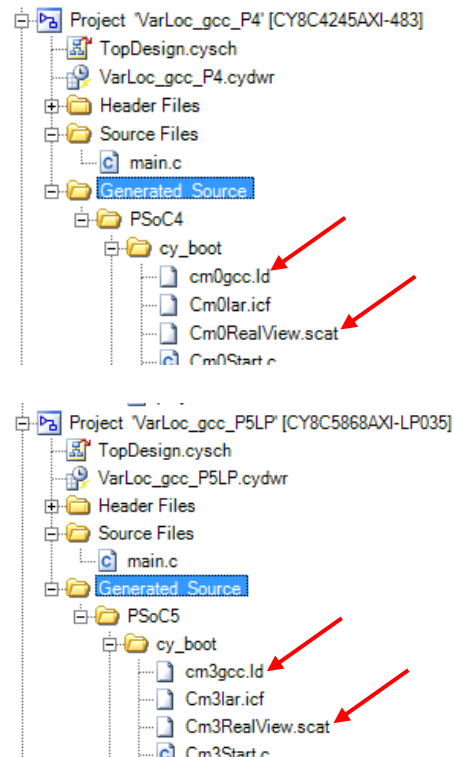 Project 'VarLoc_gcc_P4' [CY8C4245AXI-483]
TopDesign.cysch
VarLoc_gcc_P4.cydwr
Header Files
Source Files
main.c
Generated_Source
PSoC4
cy_boot
cm0gcc.ld
Cm0Iar.icf
Cm0RealView.scat
Cm0Start.c
Project 'VarLoc_gcc_P5LP' [CY8C5868AXI-LP035]
TopDesign.cysch
VarLoc_gcc_P5LP.cydwr
Header Files
Source Files
main.c
Generated_Source
PSoC5
cy_boot
cm3gcc.ld
Cm3Iar.icf
Cm3RealView.scat
Cm3Start.c